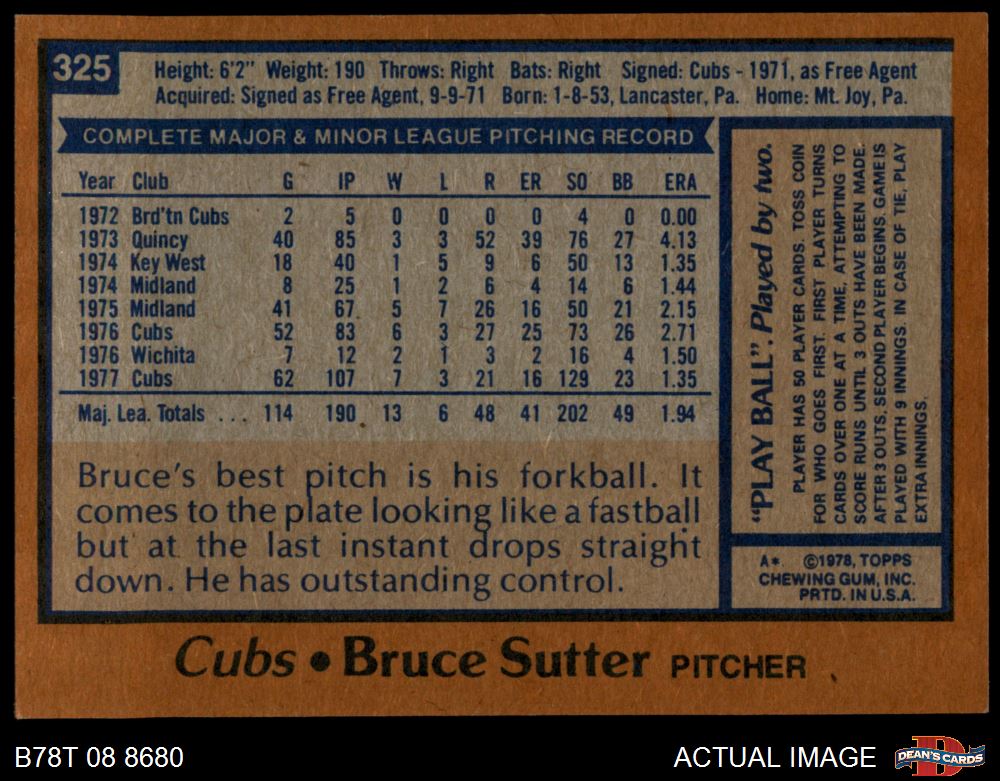 325
Height: 6'2" Weight: 190 Throws: Right Bats: Right Signed: Cubs - 1971, as Free Agent
Acquired: Signed as Free Agent, 9-9-71 Born: 1-8-53, Lancaster, Pa. Home: Mt. Joy, Pa.
COMPLETE MAJOR & MINOR LEAGUE PITCHING RECORD
Year Club G IP W L R ER SO BB ERA
1972 Brd'tn Cubs 2 5 0 0 0 0 4 0 0.00
1973 Quincy 40 85 3 3 52 39 76 27 4.13
1974 Key West 18 40 1 5 9 6 50 13 1.35
1974 Midland 8 25 1 2 6 4 14 6 1.44
1975 Midland 41 67 5 7 26 16 50 21 2.15
1976 Cubs 52 83 6 3 27 25 73 26 2.71
1976 Wichita 7 12 2 1 3 2 16 4 1.50
1977 Cubs 62 107 7 3 21 16 129 23 1.35
Maj. Lea. Totals ... 114 190 13 6 48 41 202 49 1.94
Bruce's best pitch is his forkball. It
comes to the plate looking like a fastball
but at the last instant drops straight
down. He has outstanding control.
"PLAY BALL". Played by two.
PLAYER HAS 50 PLAYER CARDS. TOSS COIN
FOR WHO GOES FIRST. FIRST PLAYER TURNS
CARDS OVER ONE AT A TIME, ATTEMPTING TO
SCORE RUNS UNTIL 3 OUTS HAVE BEEN MADE.
AFTER 3 OUTS, SECOND PLAYER BEGINS. GAME IS
PLAYED WITH 9 INNINGS. IN CASE OF TIE, PLAY
EXTRA INNINGS.
A*. ©1978, TOPPS
CHEWING GUM, INC.
PRTD. IN U.S.A.
Cubs • Bruce Sutter PITCHER
B78T 08 8680
ACTUAL IMAGE
D
DEAN'S CARDS